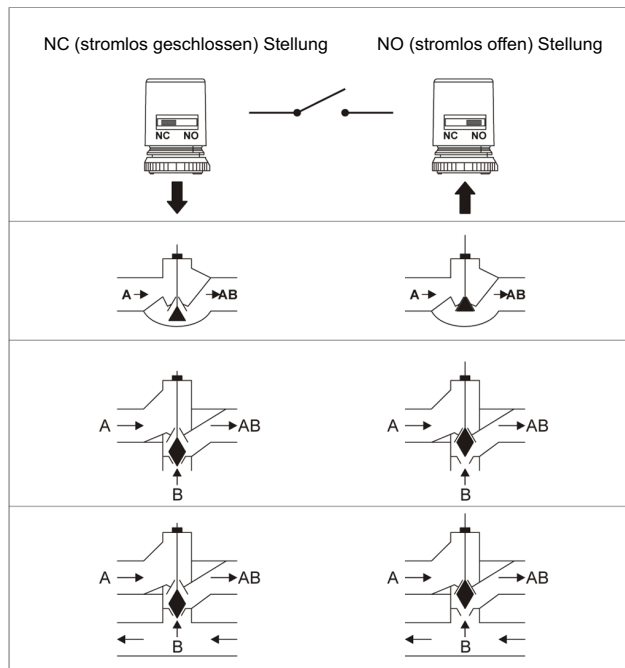 NC (stromlos geschlossen) Stellung NO (stromlos offen) Stellung
NC NO NC NO
A AB A AB
A AB A AB
B B
A AB A AB
B B